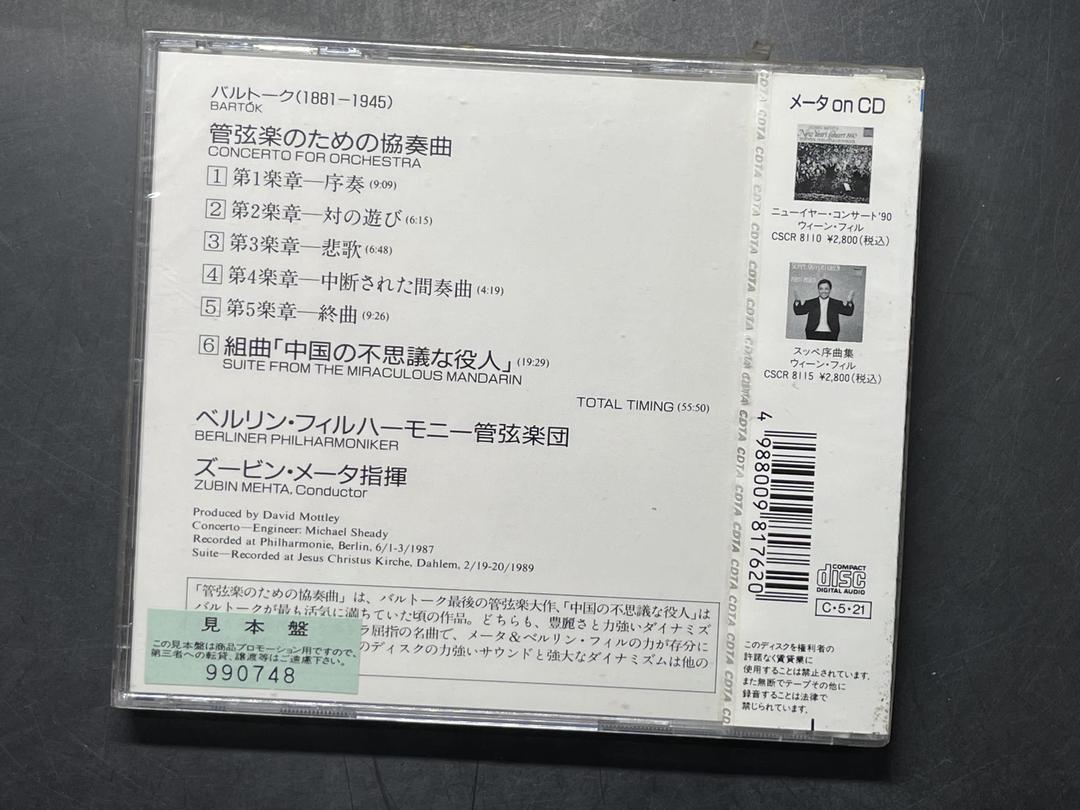 バルトーク(1881−1945)
BARTÓK
管弦楽のための協奏曲
CONCERTO FOR ORCHESTRA
1 第1楽章—序奏 (9:09)
2 第2楽章—対の遊び (6:15)
3 第3楽章—悲歌 (6:48)
4 第4楽章—中断された間奏曲 (4:19)
5 第5楽章—終曲 (9:26)
6 組曲「中国の不思議な役人」 (19:29)
SUITE FROM THE MIRACULOUS MANDARIN
TOTAL TIMING (55:50)
ベルリン・フィルハーモニー管弦楽団
BERLINER PHILHARMONIKER
ズービン・メータ指揮
ZUBIN MEHTA, Conductor
Produced by David Mottley
Concerto—Engineer: Michael Sheady
Recorded at Philharmonie, Berlin, 6/1-3/1987
Suite—Recorded at Jesus Christus Kirche, Dahlem, 2/19-20/1989
「管弦楽のための協奏曲」は、バルトーク最後の管弦楽大作、「中国の不思議な役人」は
バルトークが最も活気に満ちていた頃の作品。どちらも、豊麗さと力強いダイナミズ
ラ屈指の名曲で、メータ&ベルリン・フィルの力が存分に
のディスクの力強いサウンドと強大なダイナミズムは他の
見本盤
この見本盤は商品プロモーション用ですので、
第三者への転貸、譲渡等はご遠慮下さい。
990748
CDTA CDTA CDTA CDTA CDTA CDTA CDTA CDTA CDTA CDTA CDTA CDTA CDTA CDTA
メータ on CD
New Year's Concert 1990
ニューイヤー・コンサート'90
ウィーン・フィル
CSCR 8110 ¥2,800(税込)
スッペ序曲集
ウィーン・フィル
CSCR 8115 ¥2,800(税込)
4 988009 817620
COMPACT
disc
DIGITAL AUDIO
C・5・21
このディスクを権利者の
許諾なく賃貸業に
使用することは禁止されています。
また無断でテープその他に
録音することは法律で
禁じられています。